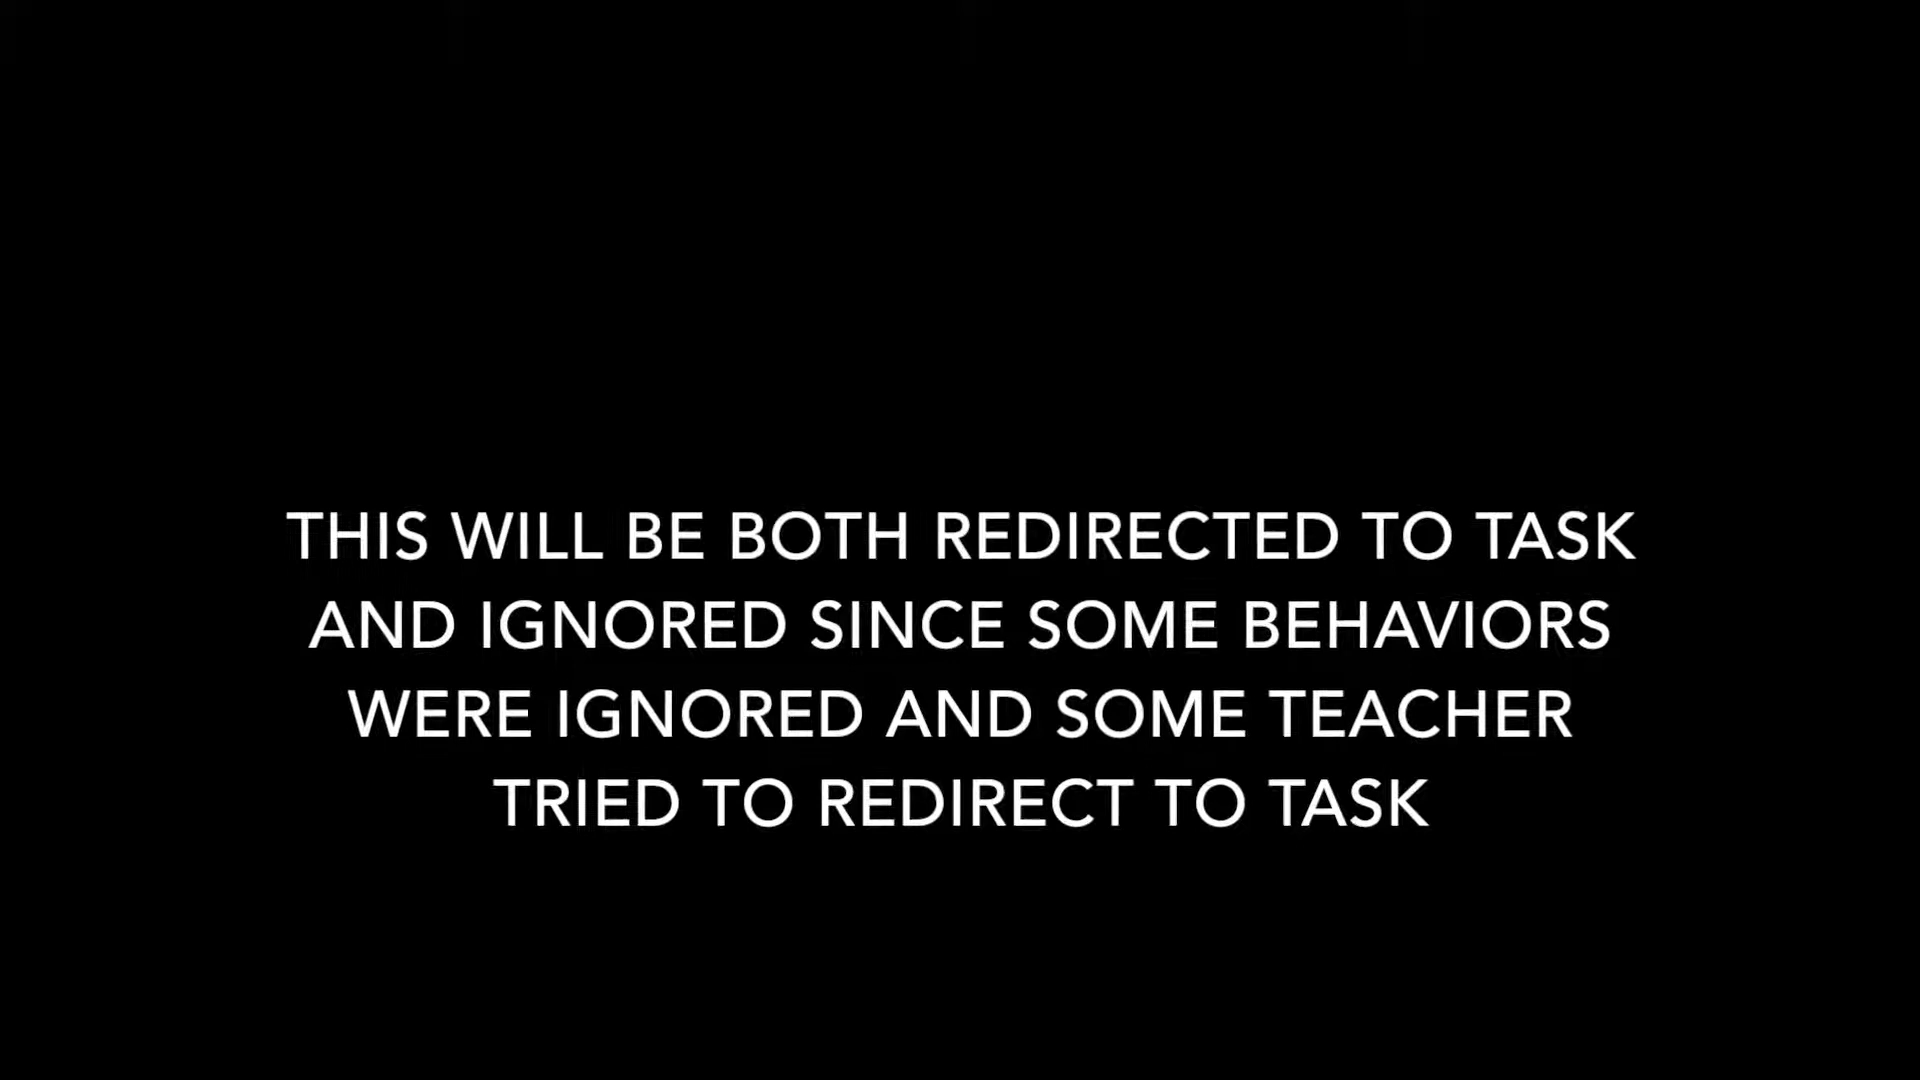 THIS WILL BE BOTH REDIRECTED TO TASK
AND IGNORED SINCE SOME BEHAVIORS
WERE IGNORED AND SOME TEACHER
TRIED TO REDIRECT TO TASK